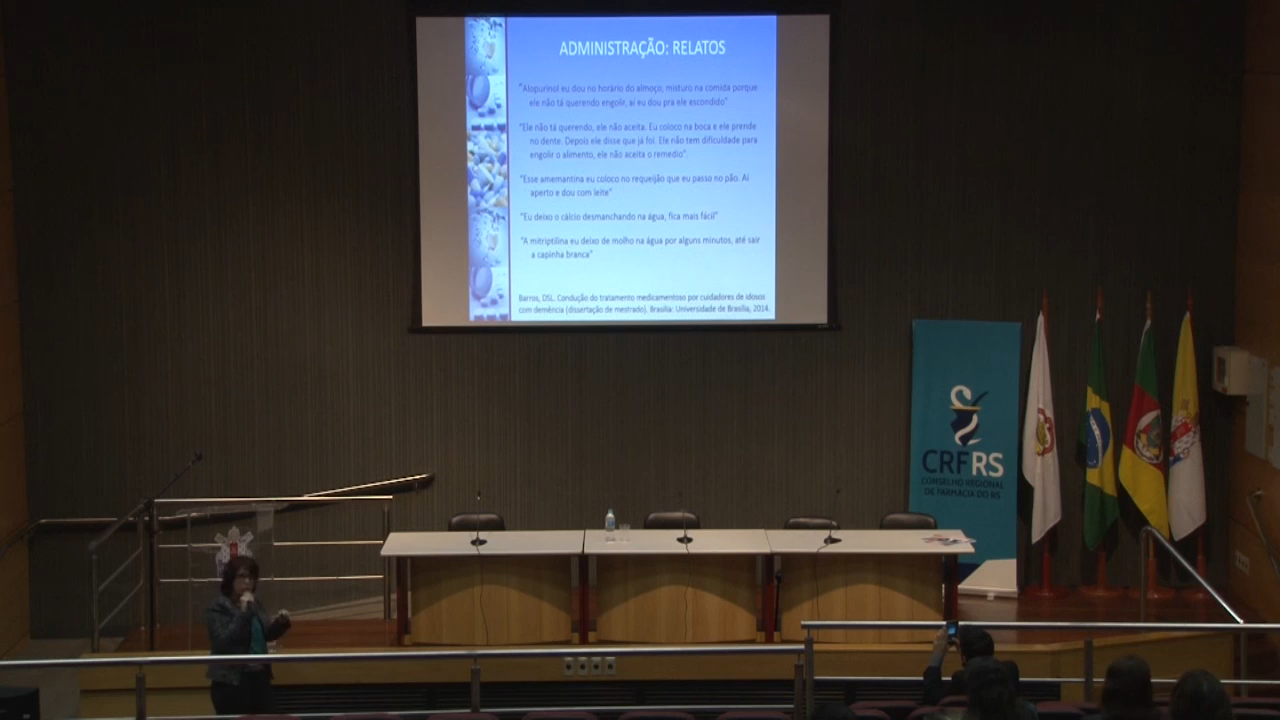 ADMINISTRAÇÃO: RELATOS
"Alopurinol eu dou no horário do almoço, misturo na comida porque
ele não tá querendo engolir, aí eu dou pra ele escondido"
"Ele não tá querendo, ele não aceita. Eu coloco na boca e ele prende
no dente. Depois ele disse que já foi. Ele não tem dificuldade para
engolir o alimento, ele não aceita o remedio".
"Esse amemantina eu coloco no requeijão que eu passo no pão. Aí
aperto e dou com leite"
"Eu deixo o cálcio desmanchando na água, fica mais fácil"
"A mitriptilina eu deixo de molho na água por alguns minutos, até sair
a capinha branca"
Barros, DSL. Condução do tratamento medicamentoso por cuidadores de idosos
com demência (dissertação de mestrado). Brasília: Universidade de Brasília, 2014.
CRFRS
CONSELHO REGIONAL
DE FARMÁCIA DO RS